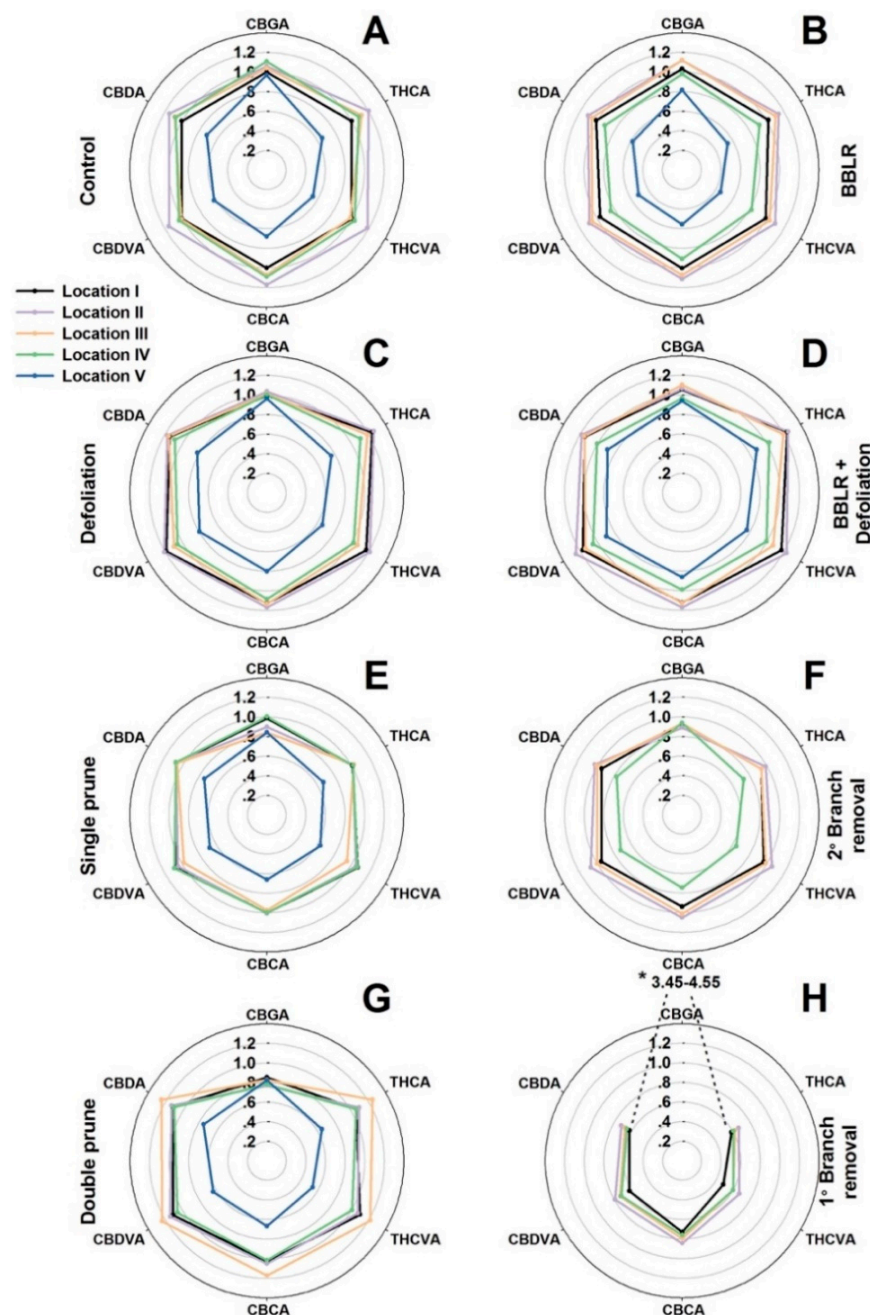 A
CBGA
1.2
1.0
.8
.6
.4
.2
THCA
THCVA
CBCA
CBDVA
CBDA
Control
B
CBGA
1.2
1.0
.8
.6
.4
.2
THCA
THCVA
CBCA
CBDVA
CBDA
BBLR
Location I
Location II
Location III
Location IV
Location V
C
CBGA
1.2
1.0
.8
.6
.4
.2
THCA
THCVA
CBCA
CBDVA
CBDA
Defoliation
D
CBGA
1.2
1.0
.8
.6
.4
.2
THCA
THCVA
CBCA
CBDVA
CBDA
BBLR +
Defoliation
E
CBGA
1.2
1.0
.8
.6
.4
.2
THCA
THCVA
CBCA
CBDVA
CBDA
Single prune
F
CBGA
1.2
1.0
.8
.6
.4
.2
THCA
THCVA
CBCA
CBDVA
CBDA
2° Branch
removal
G
CBGA
1.2
1.0
.8
.6
.4
.2
THCA
THCVA
CBCA
CBDVA
CBDA
Double prune
H
* 3.45-4.55
CBGA
1.2
1.0
.8
.6
.4
.2
THCA
THCVA
CBCA
CBDVA
CBDA
1° Branch
removal